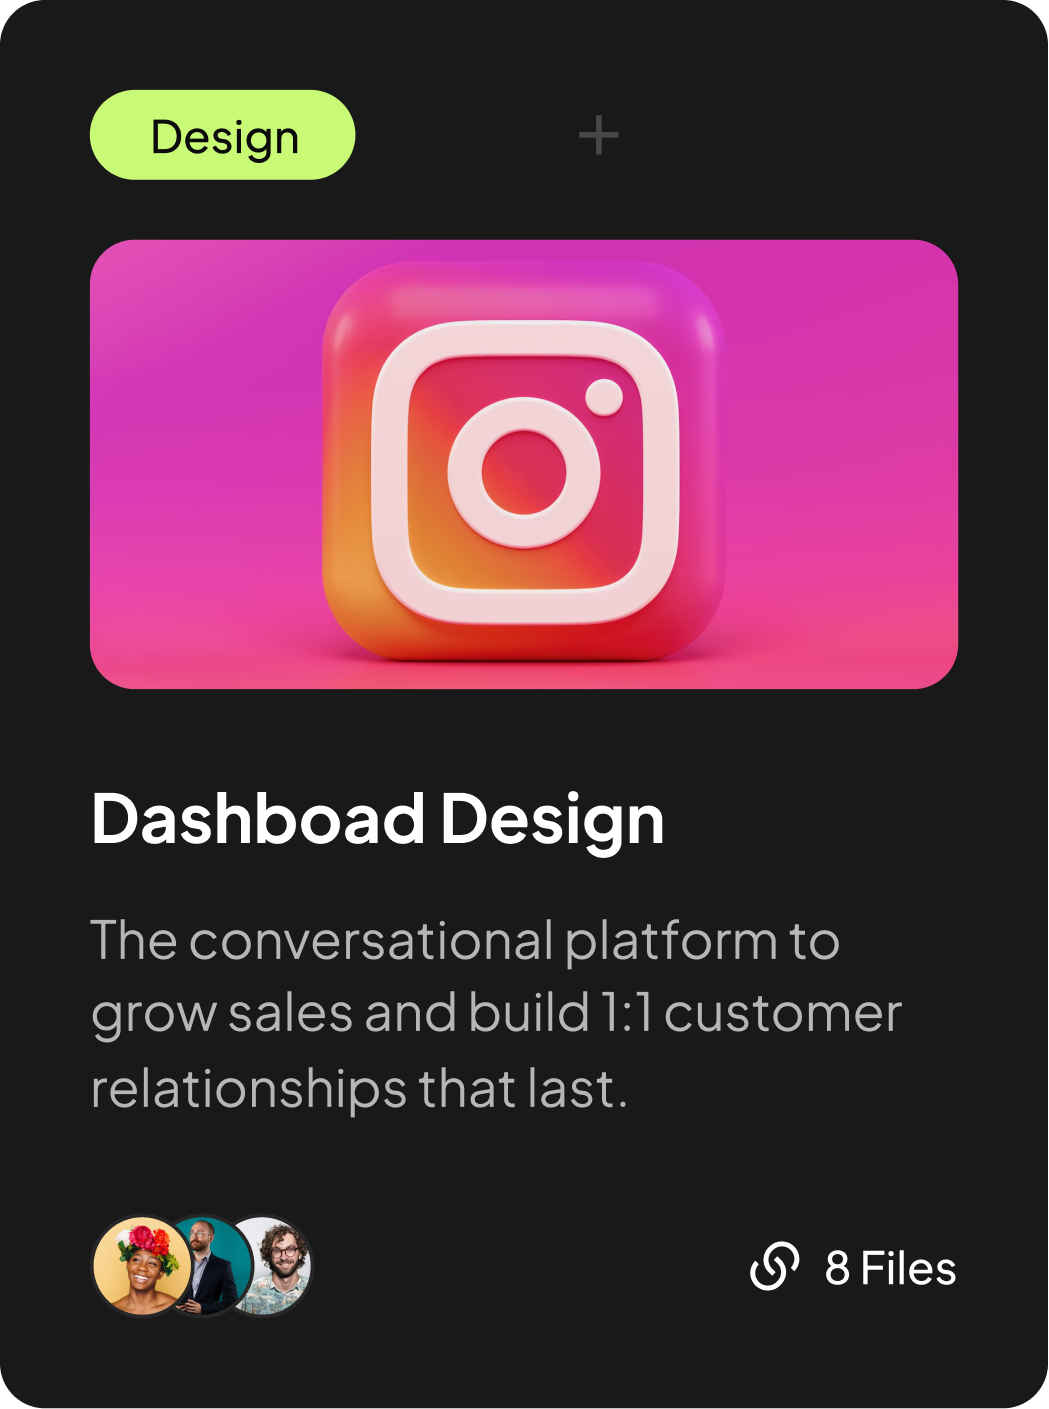 Design
+
Dashboad Design
The conversational platform to
grow sales and build 1:1 customer
relationships that last.
8 Files